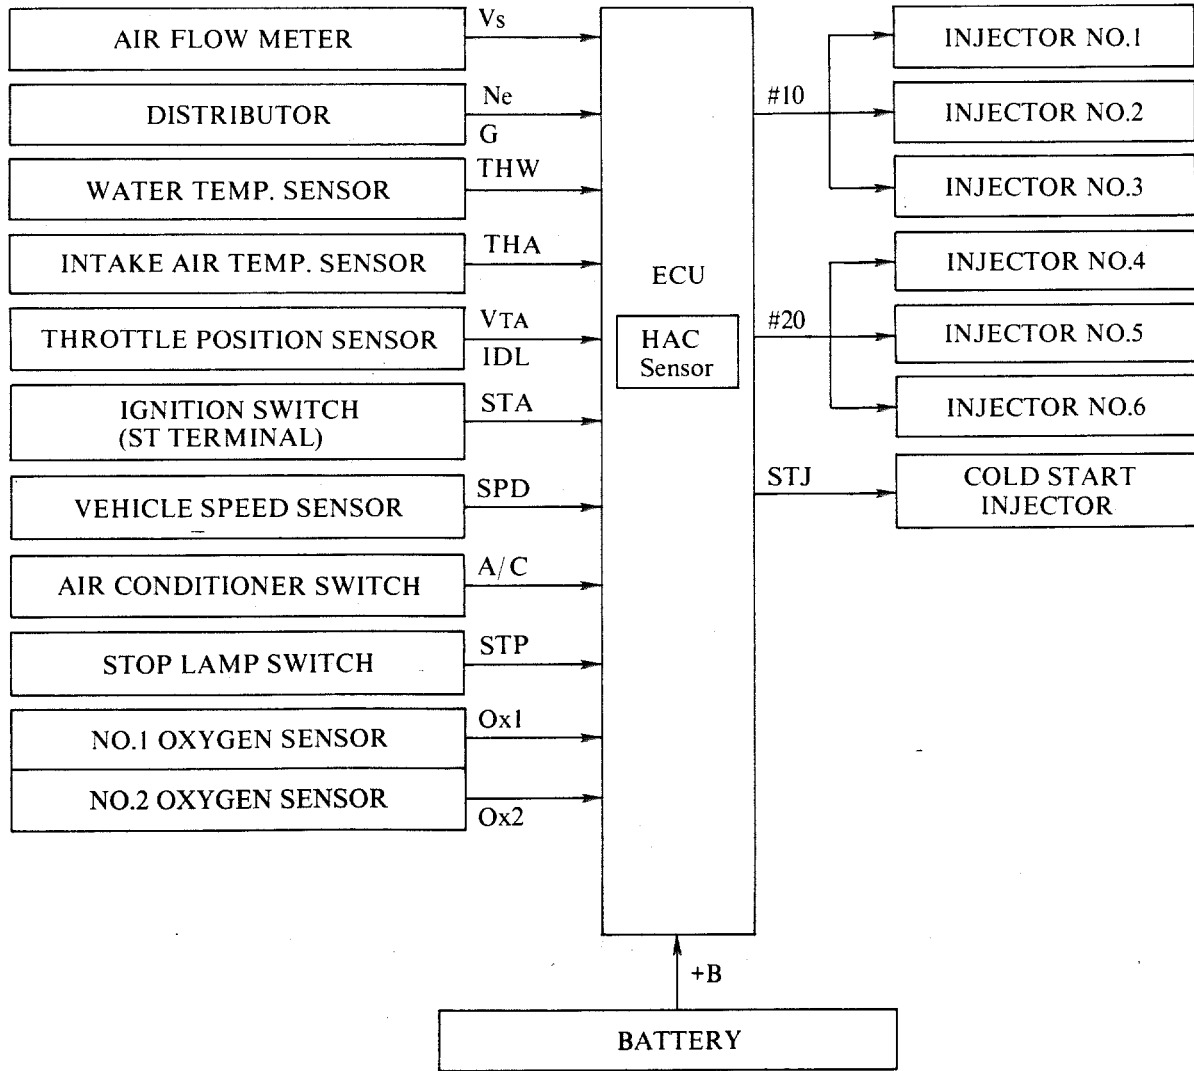 AIR FLOW METER
Vs
DISTRIBUTOR
Ne
G
WATER TEMP. SENSOR
THW
INTAKE AIR TEMP. SENSOR
THA
THROTTLE POSITION SENSOR
VTA
IDL
IGNITION SWITCH
(ST TERMINAL)
STA
VEHICLE SPEED SENSOR
SPD
AIR CONDITIONER SWITCH
A/C
STOP LAMP SWITCH
STP
NO.1 OXYGEN SENSOR
Ox1
NO.2 OXYGEN SENSOR
Ox2
ECU
HAC
Sensor
+B
BATTERY
#10
INJECTOR NO.1
INJECTOR NO.2
INJECTOR NO.3
#20
INJECTOR NO.4
INJECTOR NO.5
INJECTOR NO.6
STJ
COLD START
INJECTOR